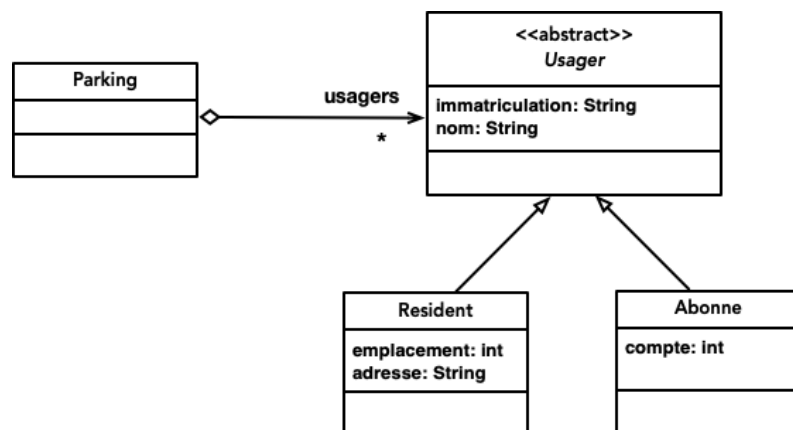 Parking
usagers
*
<<abstract>>
Usager
immatriculation: String
nom: String
Resident
emplacement: int
adresse: String
Abonne
compte: int